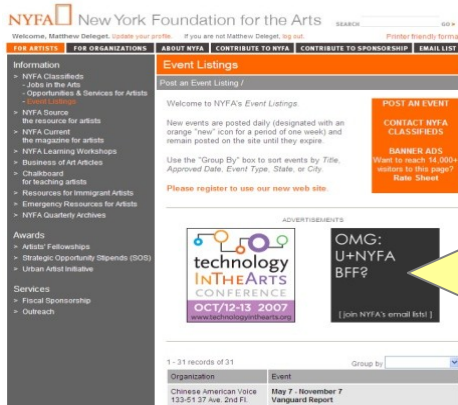 NYFA New York Foundation for the Arts
SEARCH GO >
Welcome, Matthew Deleget. Update your profile. If you are not Matthew Deleget, log out.
Printer friendly forma
FOR ARTISTS FOR ORGANIZATIONS ABOUT NYFA CONTRIBUTE TO NYFA CONTRIBUTE TO SPONSORSHIP EMAIL LIST
Information
> NYFA Classifieds
- Jobs in the Arts
- Opportunities & Services for Artists
- Event Listings
> NYFA Source
the resource for artists
> NYFA Current
the magazine for artists
> NYFA Learning Workshops
> Business of Art Articles
> Chalkboard
for teaching artists
> Resources for Immigrant Artists
> Emergency Resources for Artists
> NYFA Quarterly Archives
Awards
> Artists' Fellowships
> Strategic Opportunity Stipends (SOS)
> Urban Artist Initiative
Services
> Fiscal Sponsorship
> Outreach
Event Listings
Post an Event Listing /
Welcome to NYFA's Event Listings.
New events are posted daily (designated with an
orange "new" icon for a period of one week) and
remain posted on the site until they expire.
Use the "Group By" box to sort events by Title,
Approved Date, Event Type, State, or City.
Please register to use our new web site.
POST AN EVENT
CONTACT NYFA
CLASSIFIEDS
BANNER ADS
Want to reach 14,000+
visitors to this page?
Rate Sheet
ADVERTISEMENTS
technology
INTHEARTS
CONFERENCE
OCT/12-13 2007
www.technologyinthearts.org
OMG:
U+NYFA
BFF?
[ join NYFA's email lists! ]
1 - 31 records of 31
Group by
Organization Event
Chinese American Voice
133-51 37 Ave. 2nd Fl.
May 7 - November 7
Vanguard Report